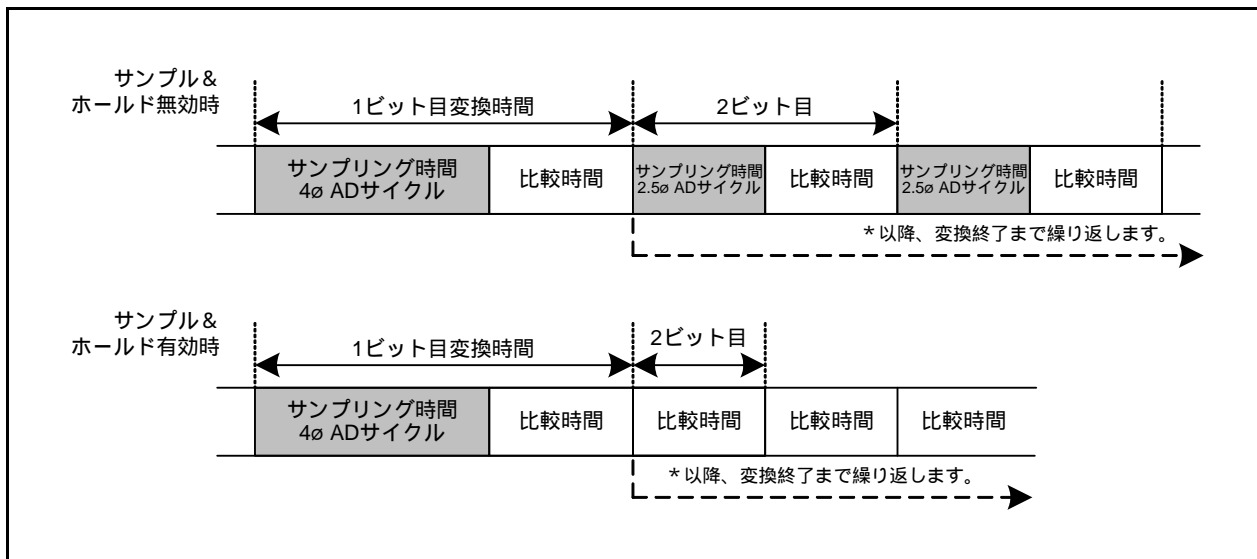 サンプル&
ホールド無効時
1ビット目変換時間
2ビット目
サンプリング時間
4ø ADサイクル
比較時間
サンプリング時間
2.5ø ADサイクル
比較時間
サンプリング時間
2.5ø ADサイクル
比較時間
*以降、変換終了まで繰り返します。
サンプル&
ホールド有効時
1ビット目変換時間
2ビット目
サンプリング時間
4ø ADサイクル
比較時間
比較時間
比較時間
比較時間
*以降、変換終了まで繰り返します。